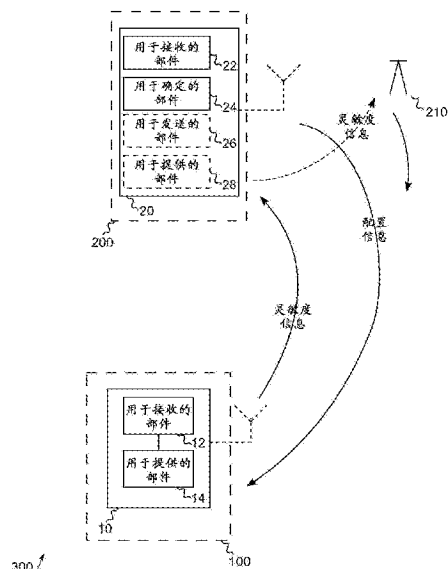 用于接收的
部件
22
用于确定的
部件
24
用于发送的
部件
26
用于提供的
部件
28
20
200
210
灵敏度
信息
配置
信息
灵敏度
信息
用于接收的
部件
12
用于提供的
部件
14
10
100
300